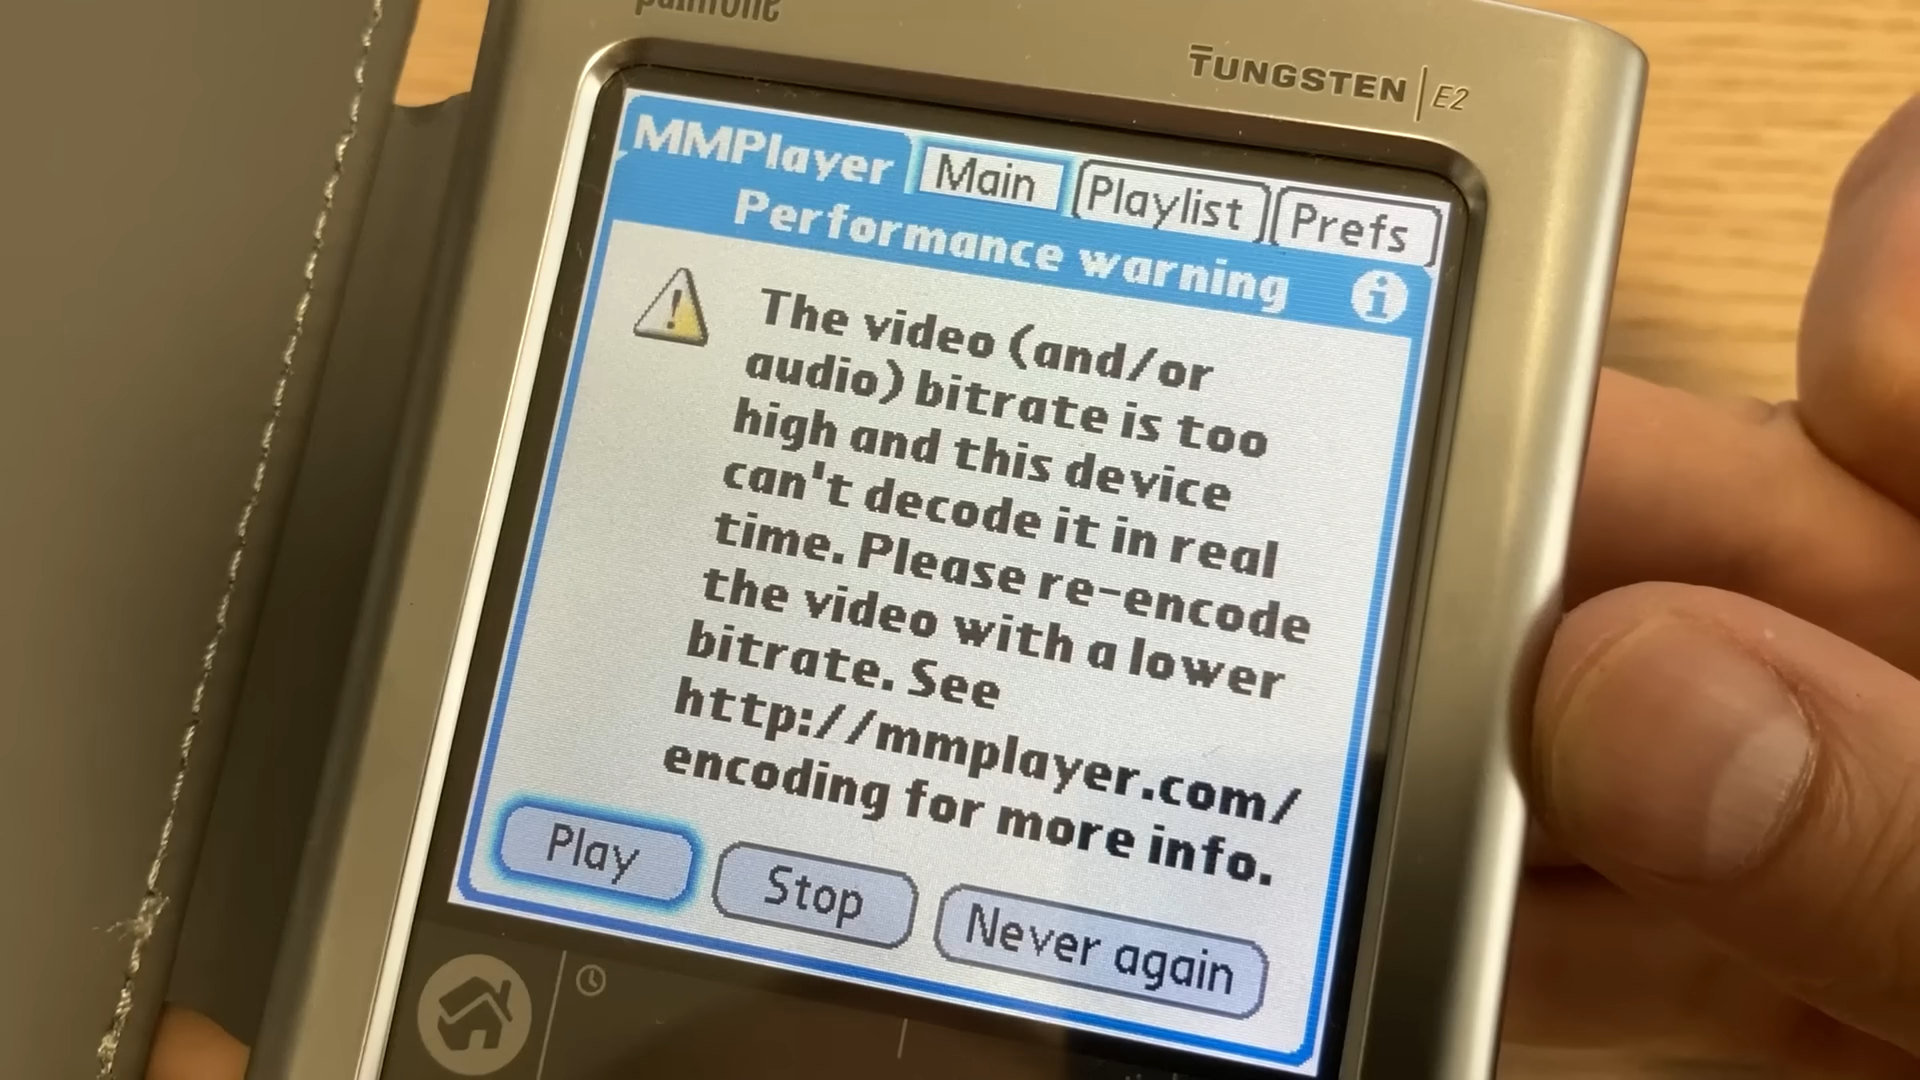 palmOne
TUNGSTEN | E2
MMPlayer Main Playlist Prefs
Performance warning
The video (and/or
audio) bitrate is too
high and this device
can't decode it in real
time. Please re-encode
the video with a lower
bitrate. See
http://mmplayer.com/
encoding for more info.
Play Stop Never again